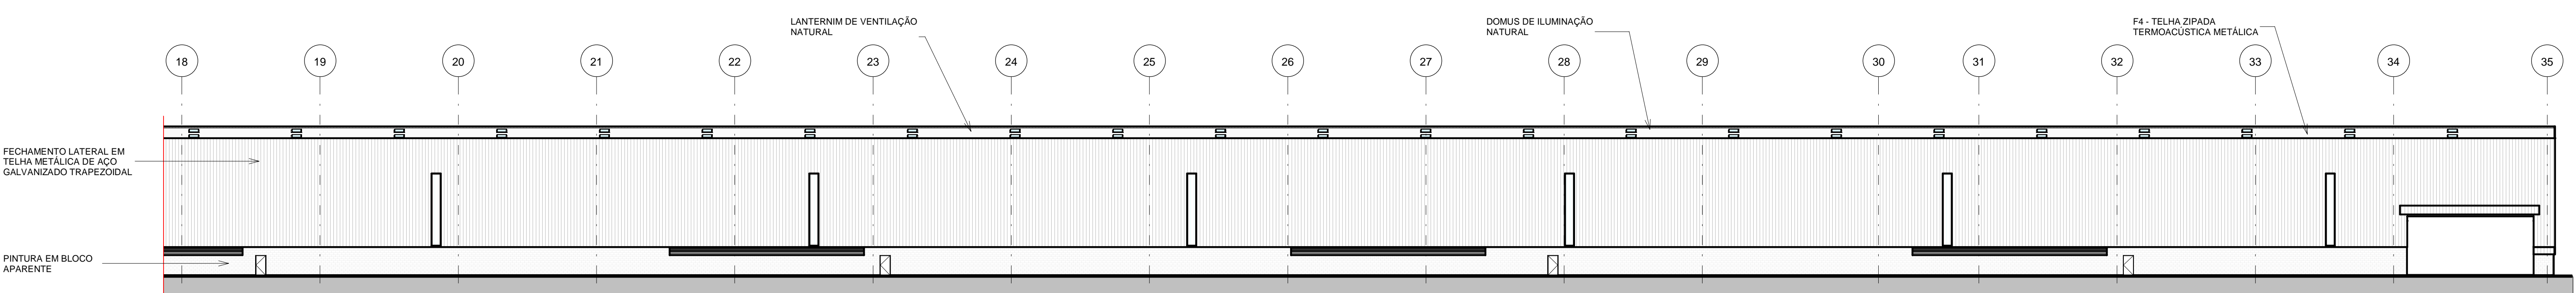 LANTERNIM DE VENTILAÇÃO
NATURAL
DOMUS DE ILUMINAÇÃO
NATURAL
F4 - TELHA ZIPADA
TERMOACÚSTICA METÁLICA
18 19 20 21 22 23 24 25 26 27 28 29 30 31 32 33 34 35
FECHAMENTO LATERAL EM
TELHA METÁLICA DE AÇO
GALVANIZADO TRAPEZOIDAL
PINTURA EM BLOCO
APARENTE